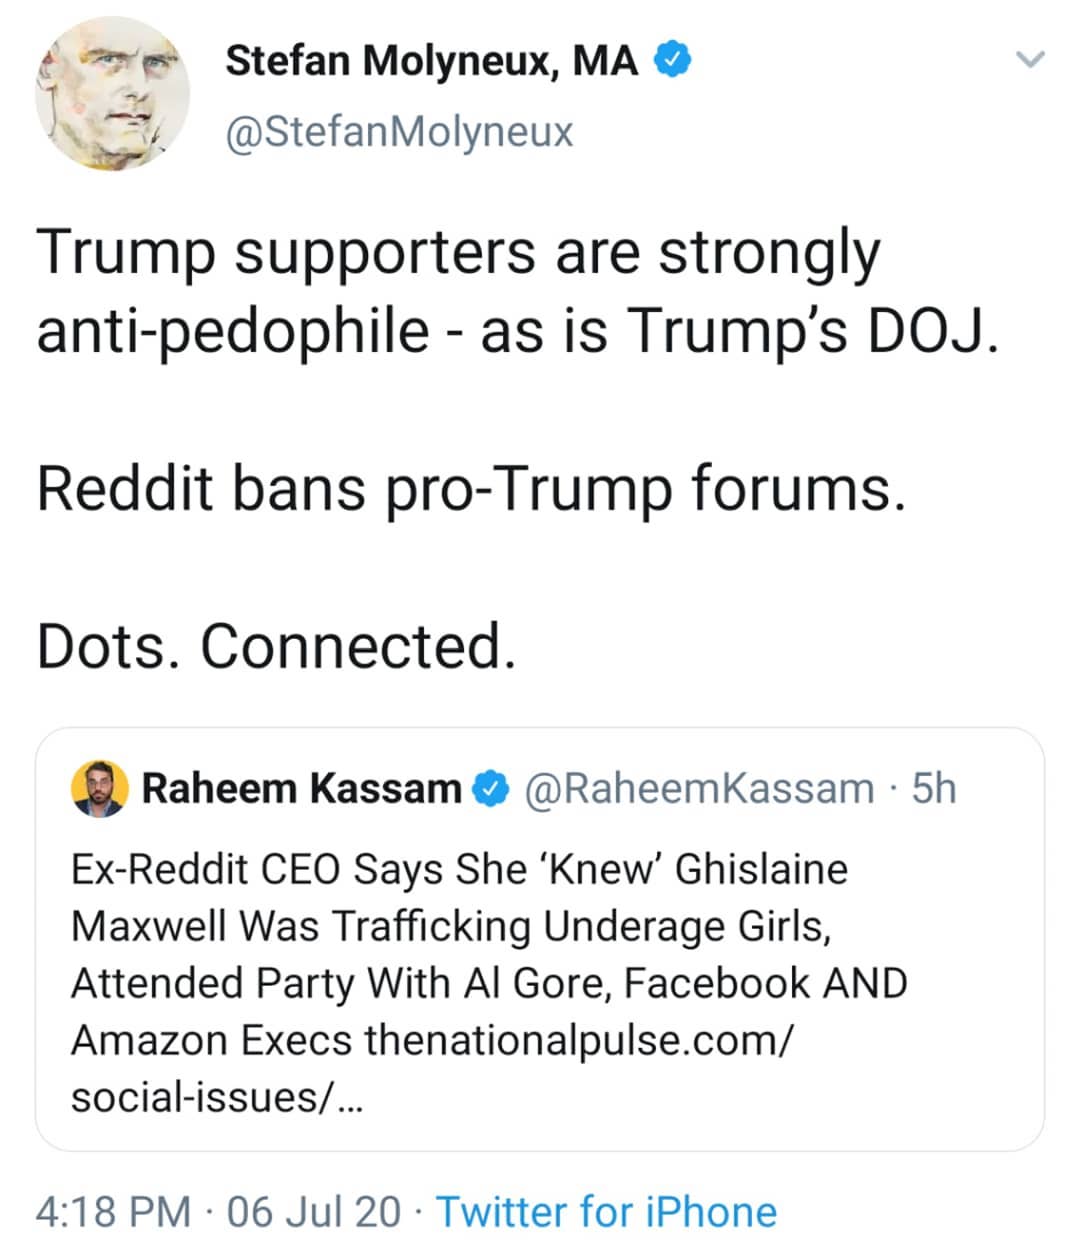 Stefan Molyneux, MA
@StefanMolyneux
Trump supporters are strongly
anti-pedophile - as is Trump’s DOJ.
Reddit bans pro-Trump forums.
Dots. Connected.
Raheem Kassam @RaheemKassam · 5h
Ex-Reddit CEO Says She ‘Knew’ Ghislaine
Maxwell Was Trafficking Underage Girls,
Attended Party With Al Gore, Facebook AND
Amazon Execs thenationalpulse.com/
social-issues/…
4:18 PM · 06 Jul 20 · Twitter for iPhone